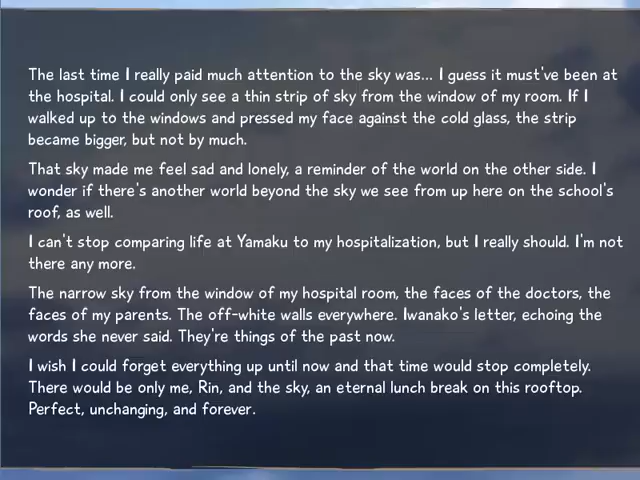 The last time I really paid much attention to the sky was... I guess it must've been at
the hospital. I could only see a thin strip of sky from the window of my room. If I
walked up to the windows and pressed my face against the cold glass, the strip
became bigger, but not by much.
That sky made me feel sad and lonely, a reminder of the world on the other side. I
wonder if there's another world beyond the sky we see from up here on the school's
roof, as well.
I can't stop comparing life at Yamaku to my hospitalization, but I really should. I'm not
there any more.
The narrow sky from the window of my hospital room, the faces of the doctors, the
faces of my parents. The off-white walls everywhere. Iwanako's letter, echoing the
words she never said. They're things of the past now.
I wish I could forget everything up until now and that time would stop completely.
There would be only me, Rin, and the sky, an eternal lunch break on this rooftop.
Perfect, unchanging, and forever.